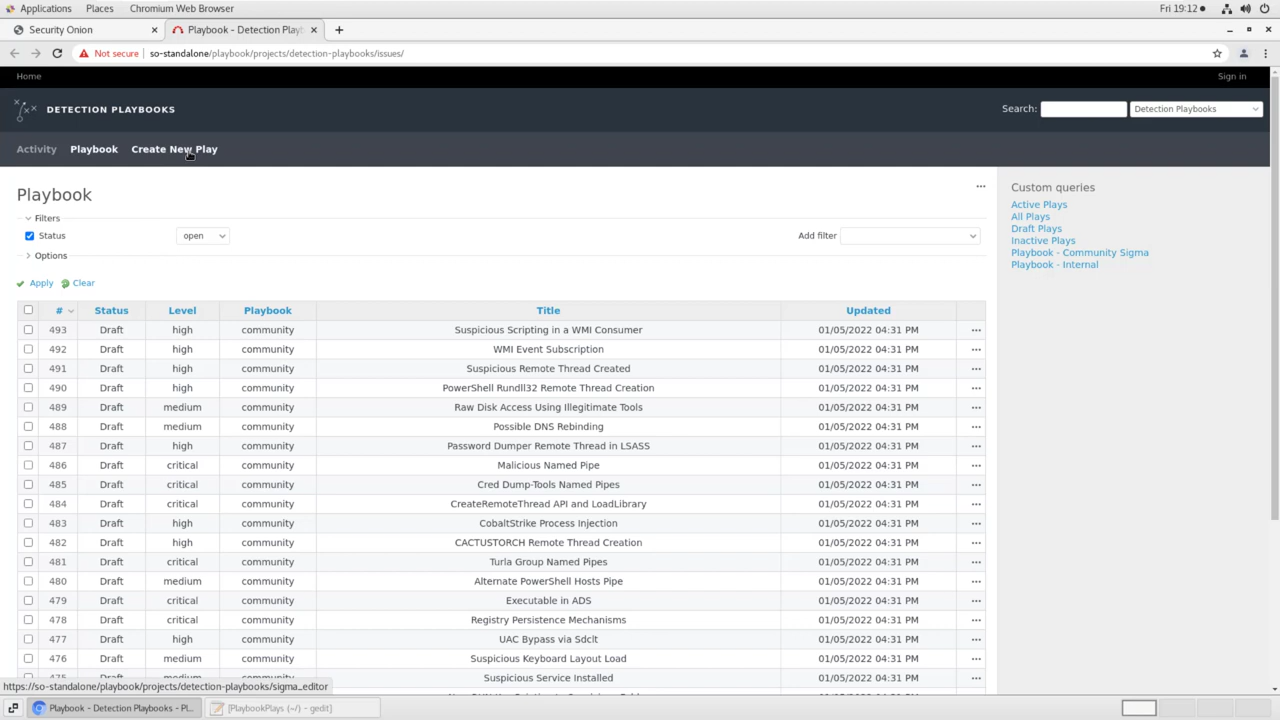 Applications Places Chromium Web Browser Fri 19:12
Security Onion × Playbook - Detection Playb × +
Not secure so-standalone/playbook/projects/detection-playbooks/issues/
Home Sign in
DETECTION PLAYBOOKS Search: Detection Playbooks
Activity Playbook Create New Play
Playbook ...
Filters
Status open Add filter
Options
Apply Clear
Custom queries
Active Plays
All Plays
Draft Plays
Inactive Plays
Playbook - Community Sigma
Playbook - Internal
# Status Level Playbook Title Updated
493 Draft high community Suspicious Scripting in a WMI Consumer 01/05/2022 04:31 PM ...
492 Draft high community WMI Event Subscription 01/05/2022 04:31 PM ...
491 Draft high community Suspicious Remote Thread Created 01/05/2022 04:31 PM ...
490 Draft high community PowerShell Rundll32 Remote Thread Creation 01/05/2022 04:31 PM ...
489 Draft medium community Raw Disk Access Using Illegitimate Tools 01/05/2022 04:31 PM ...
488 Draft medium community Possible DNS Rebinding 01/05/2022 04:31 PM ...
487 Draft high community Password Dumper Remote Thread in LSASS 01/05/2022 04:31 PM ...
486 Draft critical community Malicious Named Pipe 01/05/2022 04:31 PM ...
485 Draft critical community Cred Dump-Tools Named Pipes 01/05/2022 04:31 PM ...
484 Draft critical community CreateRemoteThread API and LoadLibrary 01/05/2022 04:31 PM ...
483 Draft high community CobaltStrike Process Injection 01/05/2022 04:31 PM ...
482 Draft high community CACTUSTORCH Remote Thread Creation 01/05/2022 04:31 PM ...
481 Draft critical community Turla Group Named Pipes 01/05/2022 04:31 PM ...
480 Draft medium community Alternate PowerShell Hosts Pipe 01/05/2022 04:31 PM ...
479 Draft critical community Executable in ADS 01/05/2022 04:31 PM ...
478 Draft critical community Registry Persistence Mechanisms 01/05/2022 04:31 PM ...
477 Draft high community UAC Bypass via Sdclt 01/05/2022 04:31 PM ...
476 Draft medium community Suspicious Keyboard Layout Load 01/05/2022 04:31 PM ...
475 Draft community Suspicious Service Installed 01/05/2022 04:31 PM ...
https://so-standalone/playbook/projects/detection-playbooks/sigma_editor
Playbook - Detection Playbooks - Pl... [PlaybookPlays (~/) - gedit]